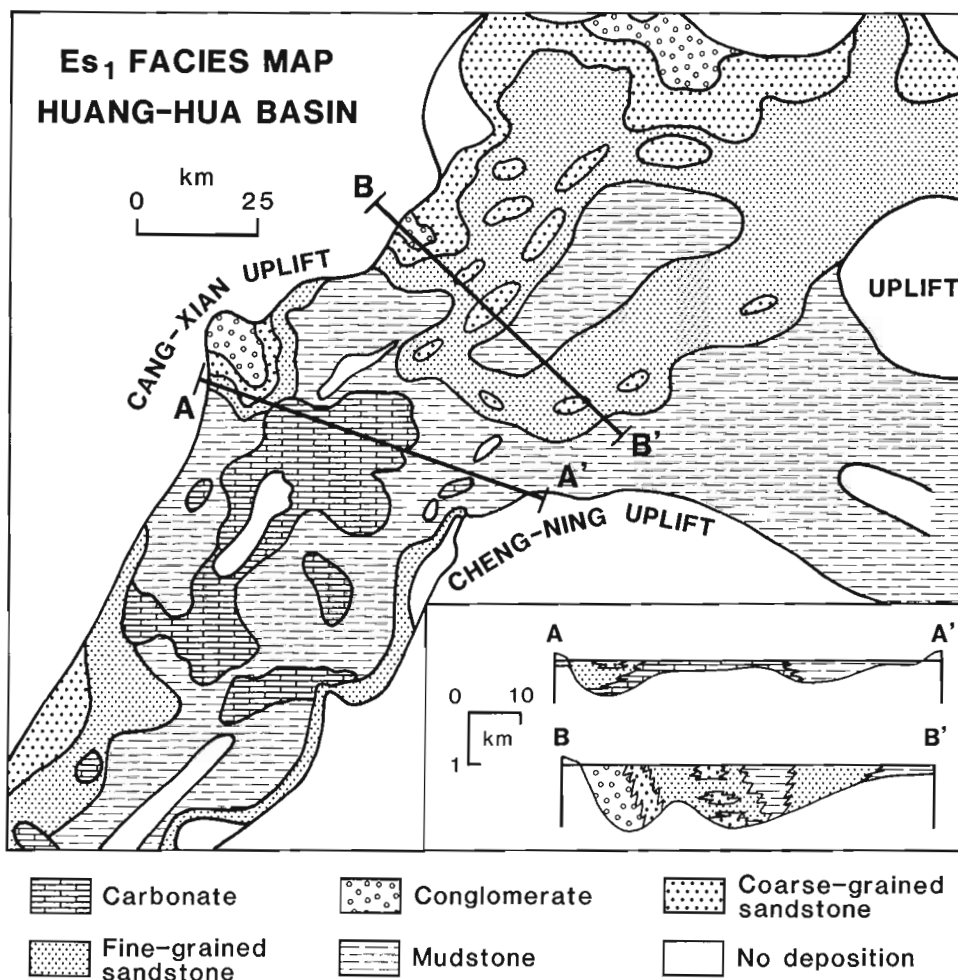 Es₁ FACIES MAP
HUANG-HUA BASIN
km
0 25
B
CANG-XIAN UPLIFT
UPLIFT
A
B'
A'
CHENG-NING UPLIFT
A A'
0 10
km
1
B B'
Carbonate
Conglomerate
Coarse-grained
sandstone
Fine-grained
sandstone
Mudstone
No deposition